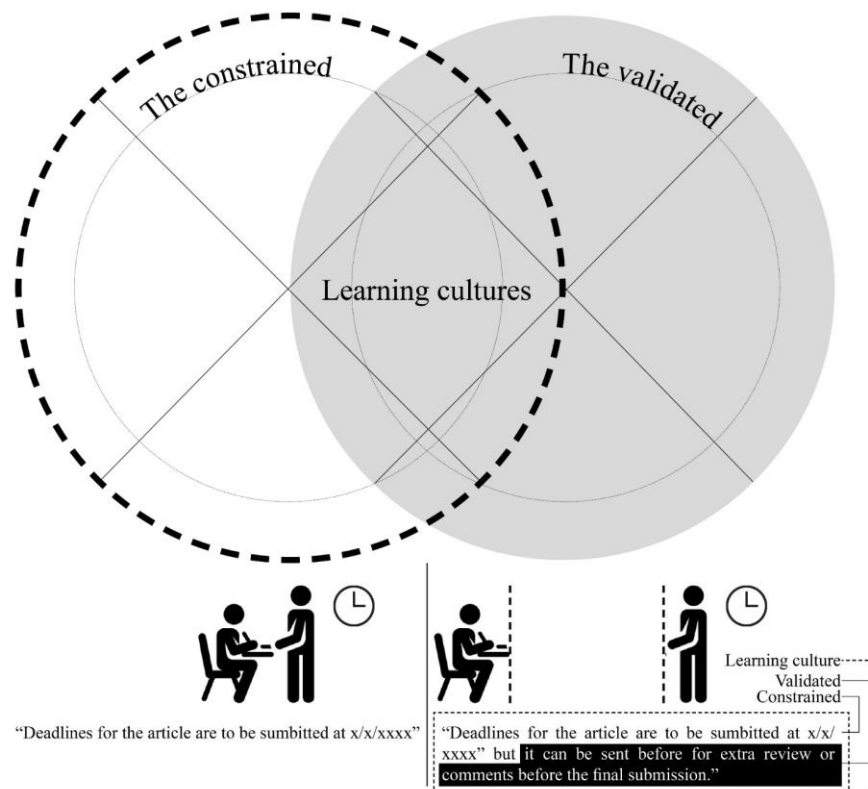 The constrained
The validated
Learning cultures
“Deadlines for the article are to be sumbitted at x/x/xxxx”
Learning culture
Validated
Constrained
“Deadlines for the article are to be sumbitted at x/x/
xxxx” but it can be sent before for extra review or
comments before the final submission.”